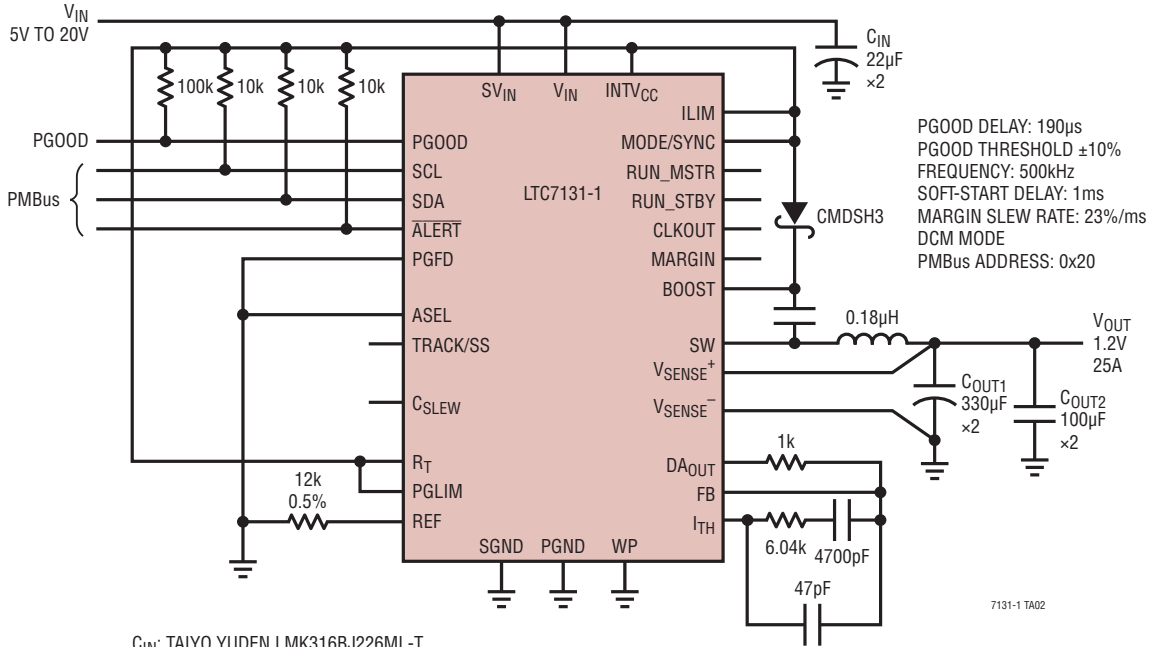 VIN
5V TO 20V
CIN
22µF
×2
100k
10k
10k
10k
SVIN
VIN
INTVCC
ILIM
PGOOD
PGOOD
MODE/SYNC
SCL
RUN_MSTR
PMBus
SDA
LTC7131-1
RUN_STBY
ALERT
CLKOUT
CMDSH3
PGFD
MARGIN
BOOST
PGOOD DELAY: 190µs
PGOOD THRESHOLD ±10%
FREQUENCY: 500kHz
SOFT-START DELAY: 1ms
MARGIN SLEW RATE: 23%/ms
DCM MODE
PMBus ADDRESS: 0x20
ASEL
TRACK/SS
SW
0.18µH
VOUT
1.2V
25A
VSENSE+
CSLEW
VSENSE–
COUT1
330µF
×2
COUT2
100µF
×2
RT
DAOUT
1k
12k
0.5%
PGLIM
FB
REF
ITH
6.04k
4700pF
SGND
PGND
WP
47pF
7131-1 TA02
CIN: TAIYO YUDEN LMK316BJ226ML-T